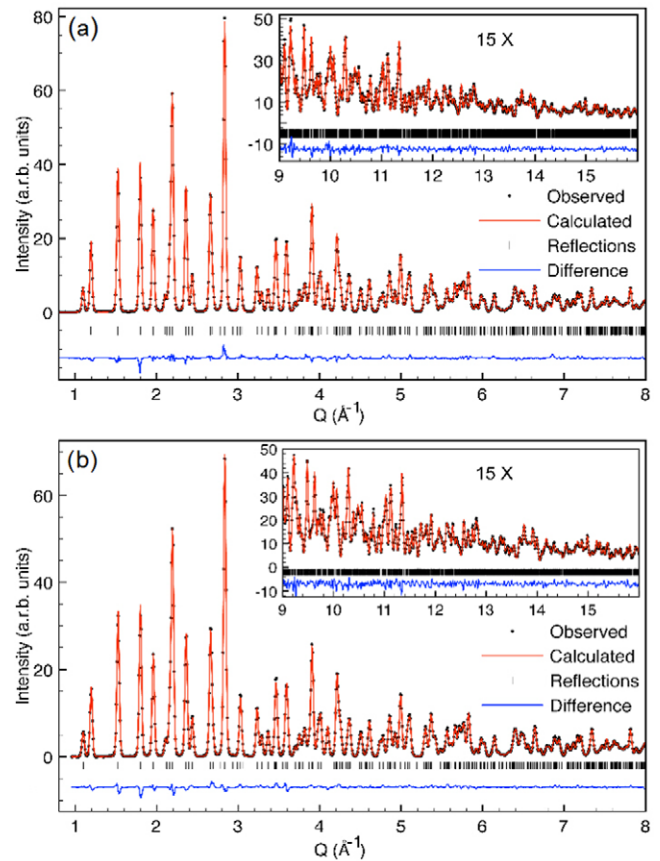 (a)
80
60
40
20
0
Intensity (a.r.b. units)
50
30
10
-10
15 X
9 10 11 12 13 14 15
Observed
Calculated
Reflections
Difference
1 2 3 4 5 6 7 8
Q (Å-1)
(b)
60
40
20
0
Intensity (a.r.b. units)
50
40
30
20
10
0
-10
15 X
9 10 11 12 13 14 15
Observed
Calculated
Reflections
Difference
1 2 3 4 5 6 7 8
Q (Å-1)